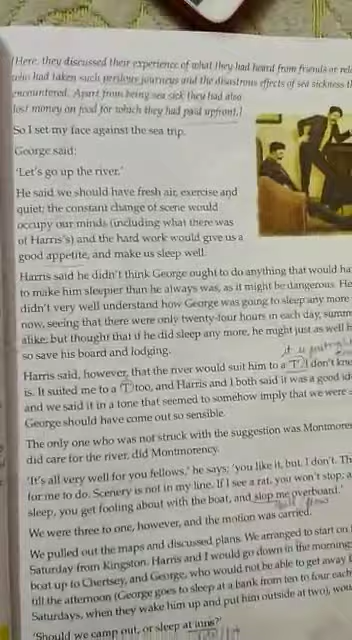 [Here, they discussed their experience of what they had heard from friends or rel
who had taken such perilous journeys and the disastrous effects of sea sickness th
encountered. Apart from being sea sick they had also
lost money on food for which they had paid upfront.]
So I set my face against the sea trip.
George said:
'Let's go up the river.'
He said we should have fresh air, exercise and
quiet; the constant change of scene would
occupy our minds (including what there was
of Harris's) and the hard work would give us a
good appetite, and make us sleep well.
Harris said he didn't think George ought to do anything that would ha
to make him sleepier than he always was, as it might be dangerous. He
didn't very well understand how George was going to sleep any more
now, seeing that there were only twenty-four hours in each day, summ
alike; but thought that if he did sleep any more, he might just as well b
so save his board and lodging.
Harris said, however, that the river would suit him to a 'T'. I don't kno
is. It suited me to a 'T' too, and Harris and I both said it was a good id
and we said it in a tone that seemed to somehow imply that we were
George should have come out so sensible.
The only one who was not struck with the suggestion was Montmore
did care for the river, did Montmorency.
'It's all very well for you fellows,' he says; 'you like it, but I don't. Th
for me to do. Scenery is not in my line. If I see a rat, you won't stop; a
sleep, you get fooling about with the boat, and slop me overboard.'
We were three to one, however, and the motion was carried.
We pulled out the maps and discussed plans. We arranged to start on
Saturday from Kingston. Harris and I would go down in the morning,
boat up to Chertsey, and George, who would not be able to get away
till the afternoon (George goes to sleep at a bank from ten to four each
Saturdays, when they wake him up and put him outside at two), wou
'Should we camp out, or sleep at inns?'